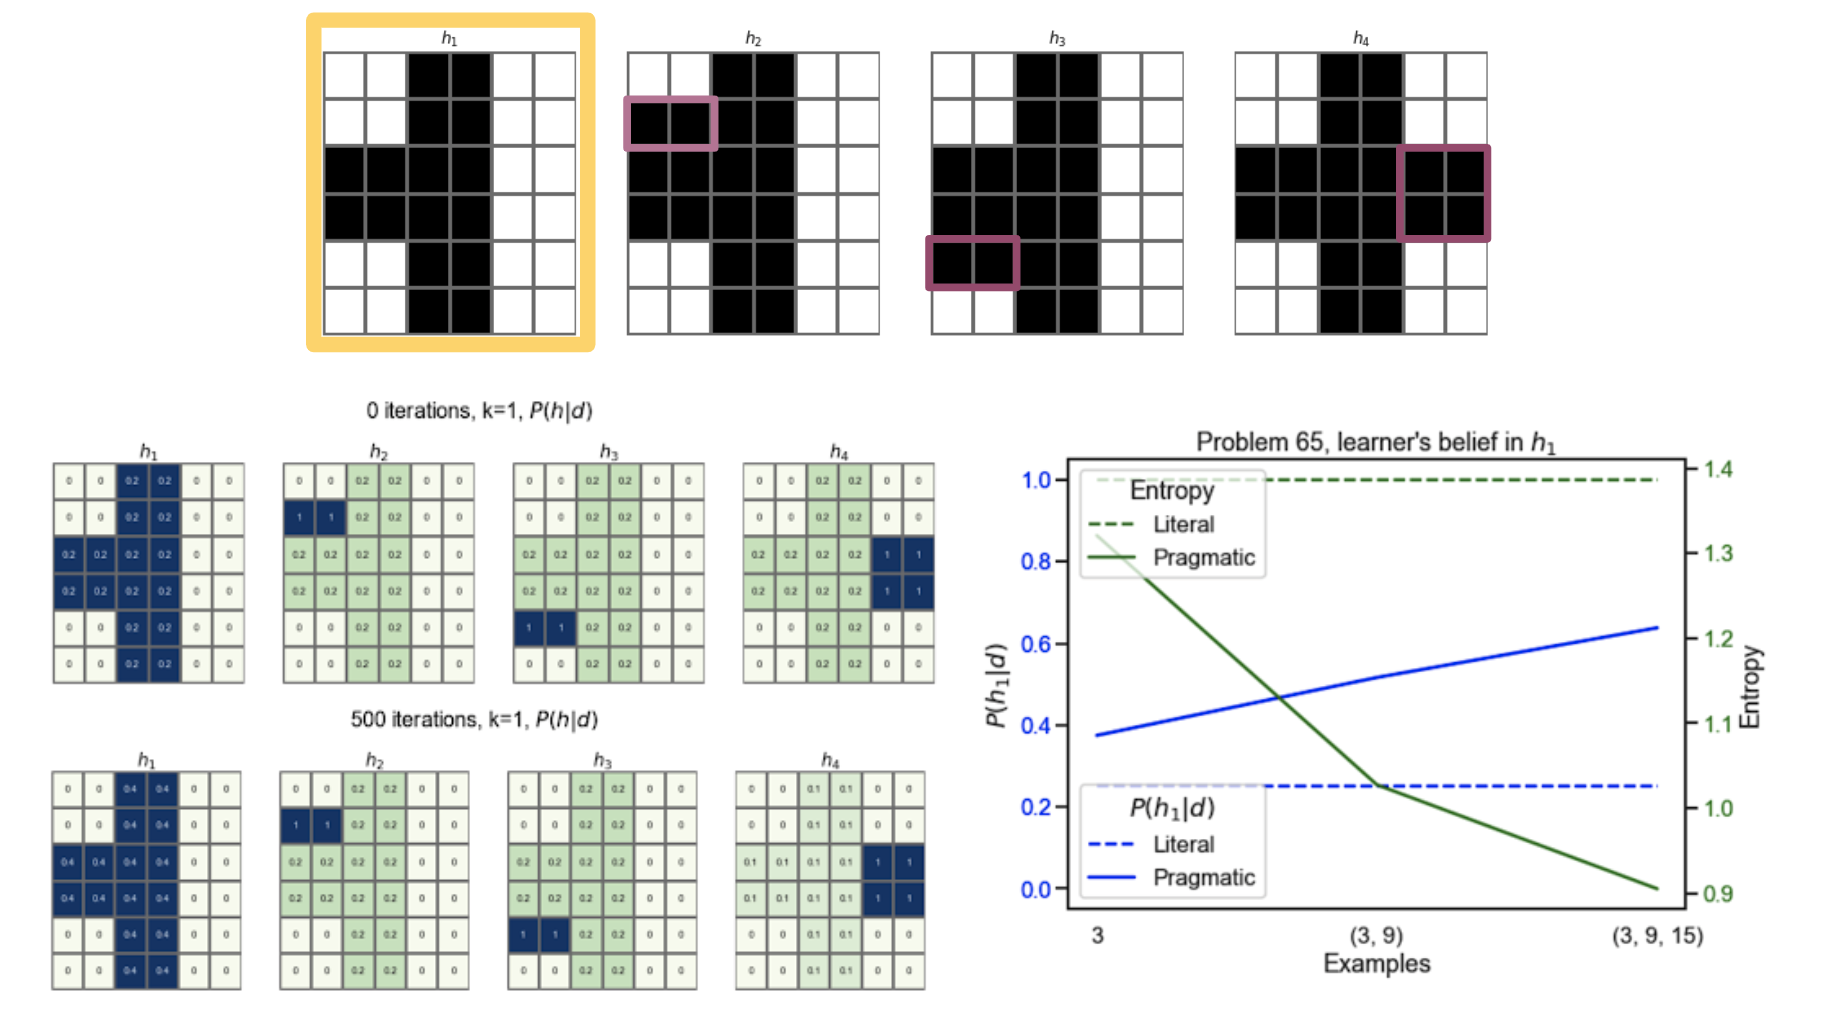 h1 h2 h3 h4
0 iterations, k=1, P(h|d)
h1 h2 h3 h4
0 0 0.2 0.2 0 0 0 0 0.2 0.2 0 0 0 0 0.2 0.2 0 0 0 0 0.2 0.2 0 0
0 0 0.2 0.2 0 0 1 1 0.2 0.2 0 0 0 0 0.2 0.2 0 0 0 0 0.2 0.2 0 0
0.2 0.2 0.2 0.2 0 0 0.2 0.2 0.2 0.2 0 0 0.2 0.2 0.2 0.2 0 0 0.2 0.2 0.2 0.2 1 1
0.2 0.2 0.2 0.2 0 0 0.2 0.2 0.2 0.2 0 0 0.2 0.2 0.2 0.2 0 0 0.2 0.2 0.2 0.2 1 1
0 0 0.2 0.2 0 0 0 0 0.2 0.2 0 0 1 1 0.2 0.2 0 0 0 0 0.2 0.2 0 0
0 0 0.2 0.2 0 0 0 0 0.2 0.2 0 0 0 0 0.2 0.2 0 0 0 0 0.2 0.2 0 0
500 iterations, k=1, P(h|d)
h1 h2 h3 h4
0 0 0.4 0.4 0 0 0 0 0.2 0.2 0 0 0 0 0.2 0.2 0 0 0 0 0.1 0.1 0 0
0 0 0.4 0.4 0 0 1 1 0.2 0.2 0 0 0 0 0.2 0.2 0 0 0 0 0.1 0.1 0 0
0.4 0.4 0.4 0.4 0 0 0.2 0.2 0.2 0.2 0 0 0.2 0.2 0.2 0.2 0 0 0.1 0.1 0.1 0.1 1 1
0.4 0.4 0.4 0.4 0 0 0.2 0.2 0.2 0.2 0 0 0.2 0.2 0.2 0.2 0 0 0.1 0.1 0.1 0.1 1 1
0 0 0.4 0.4 0 0 0 0 0.2 0.2 0 0 1 1 0.2 0.2 0 0 0 0 0.1 0.1 0 0
0 0 0.4 0.4 0 0 0 0 0.2 0.2 0 0 0 0 0.2 0.2 0 0 0 0 0.1 0.1 0 0
Problem 65, learner's belief in h1
P(h1|d)
1.0
0.8
0.6
0.4
0.2
0.0
Entropy
Literal
Pragmatic
P(h1|d)
Literal
Pragmatic
1.4
1.3
1.2
1.1
1.0
0.9
Entropy
3 (3, 9) (3, 9, 15)
Examples